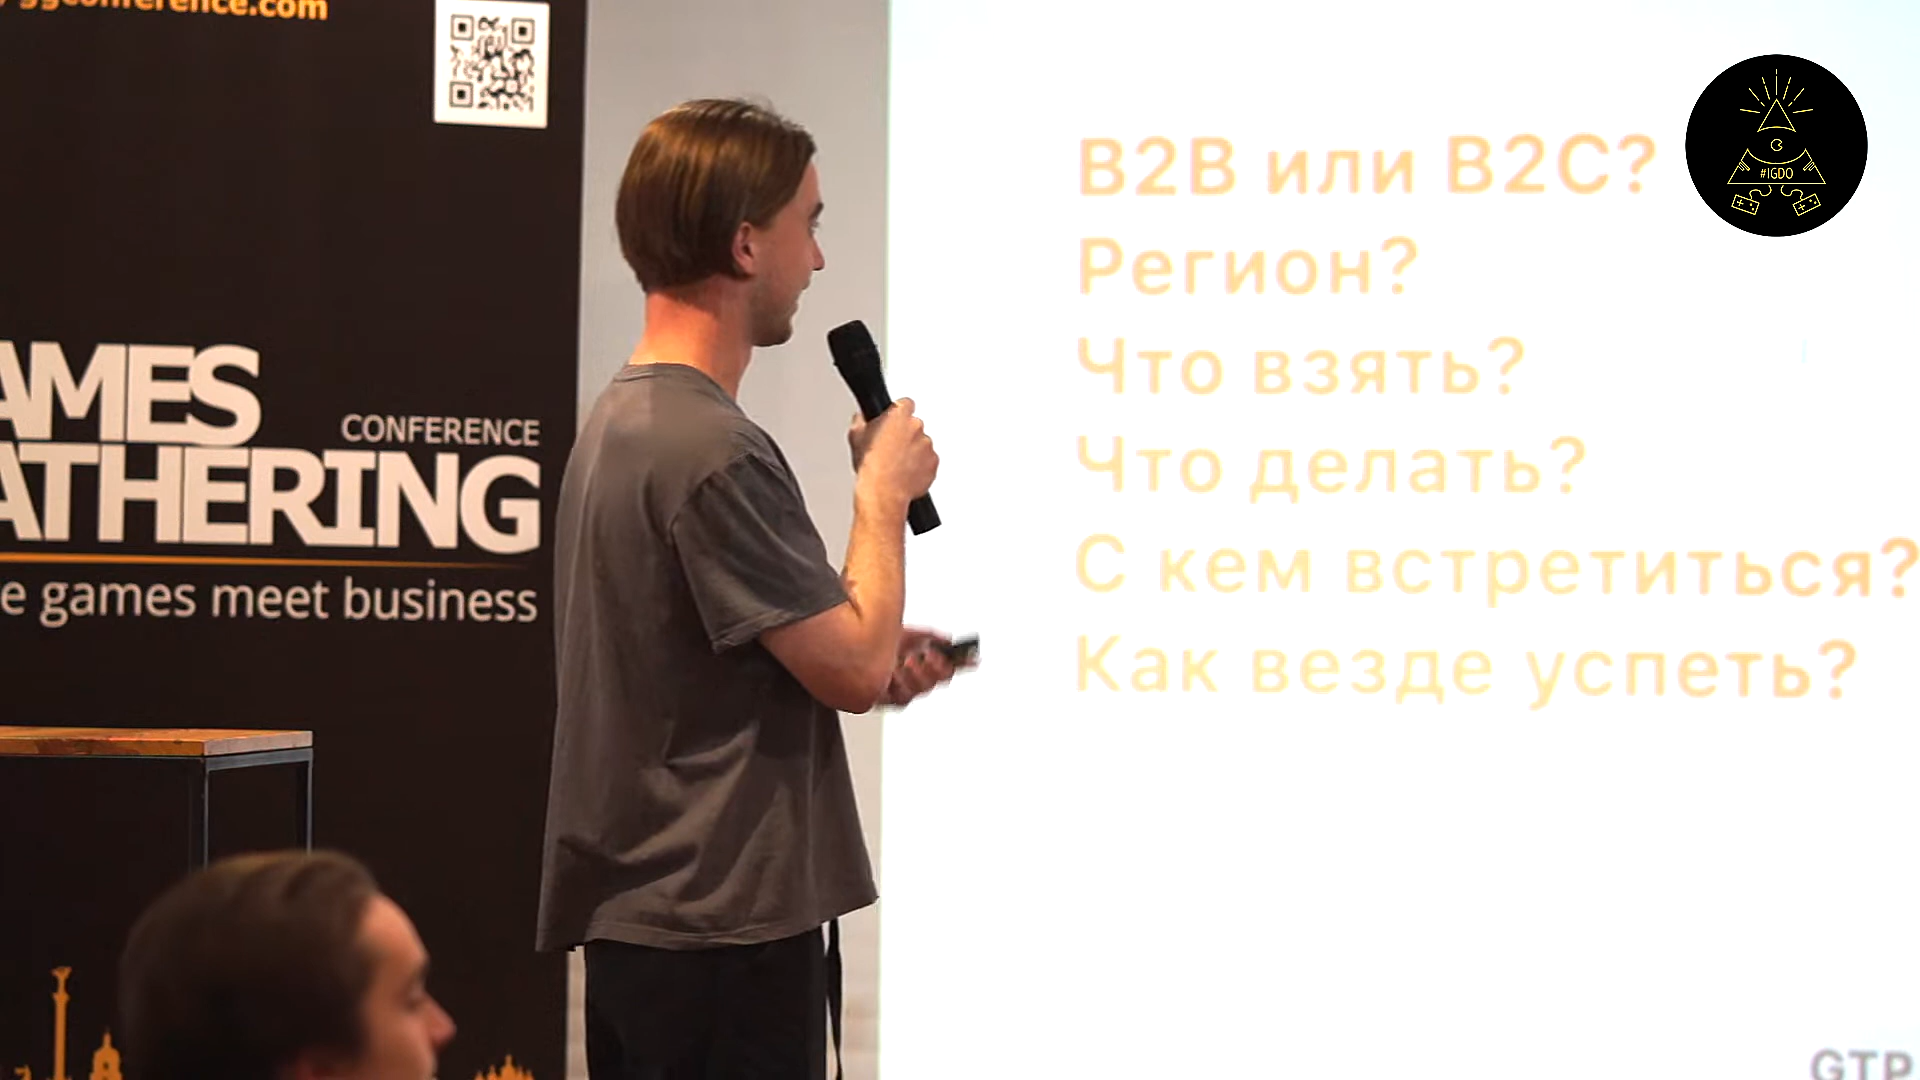 ggconference.com
AMES
CONFERENCE
ATHERING
e games meet business
B2B или B2C?
Регион?
Что взять?
Что делать?
С кем встретиться?
Как везде успеть?
#IGDO
GTP